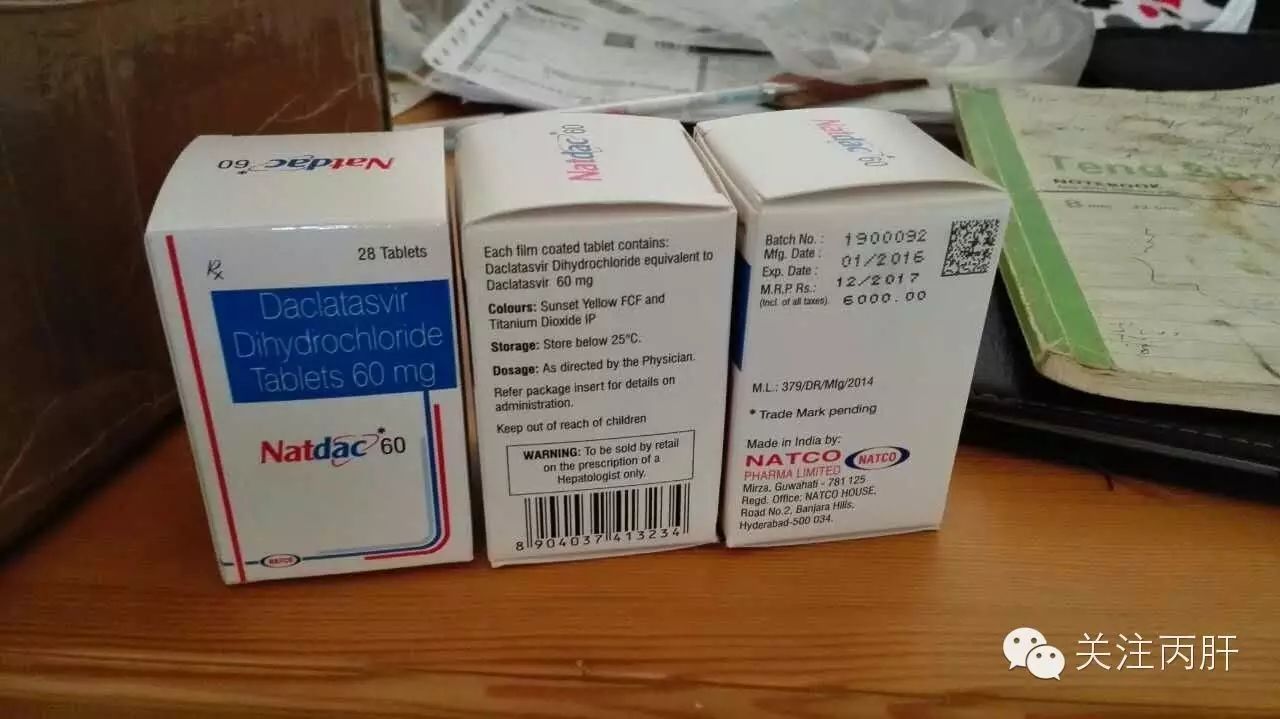 Natdac*60
28 Tablets
Rx
Daclatasvir
Dihydrochloride
Tablets 60 mg
Natdac*60
NATCO
Natdac*60
Each film coated tablet contains:
Daclatasvir Dihydrochloride equivalent to
Daclatasvir 60 mg
Colours: Sunset Yellow FCF and
Titanium Dioxide IP
Storage: Store below 25°C.
Dosage: As directed by the Physician.
Refer package insert for details on
administration.
Keep out of reach of children
WARNING: To be sold by retail
on the prescription of a
Hepatologist only.
8 904037 413234
Natdac*60
Batch No. : 1900092
Mfg. Date : 01/2016
Exp. Date : 12/2017
M.R.P Rs.: 6000.00
(Incl. of all taxes)
M.L.: 379/DR/Mfg/2014
* Trade Mark pending
Made in India by:
NATCO NATCO
PHARMA LIMITED
Mirza, Guwahati - 781 125
Regd. Office: NATCO HOUSE,
Road No.2, Banjara Hills,
Hyderabad-500 034.
NOTEBOOK
关注丙肝